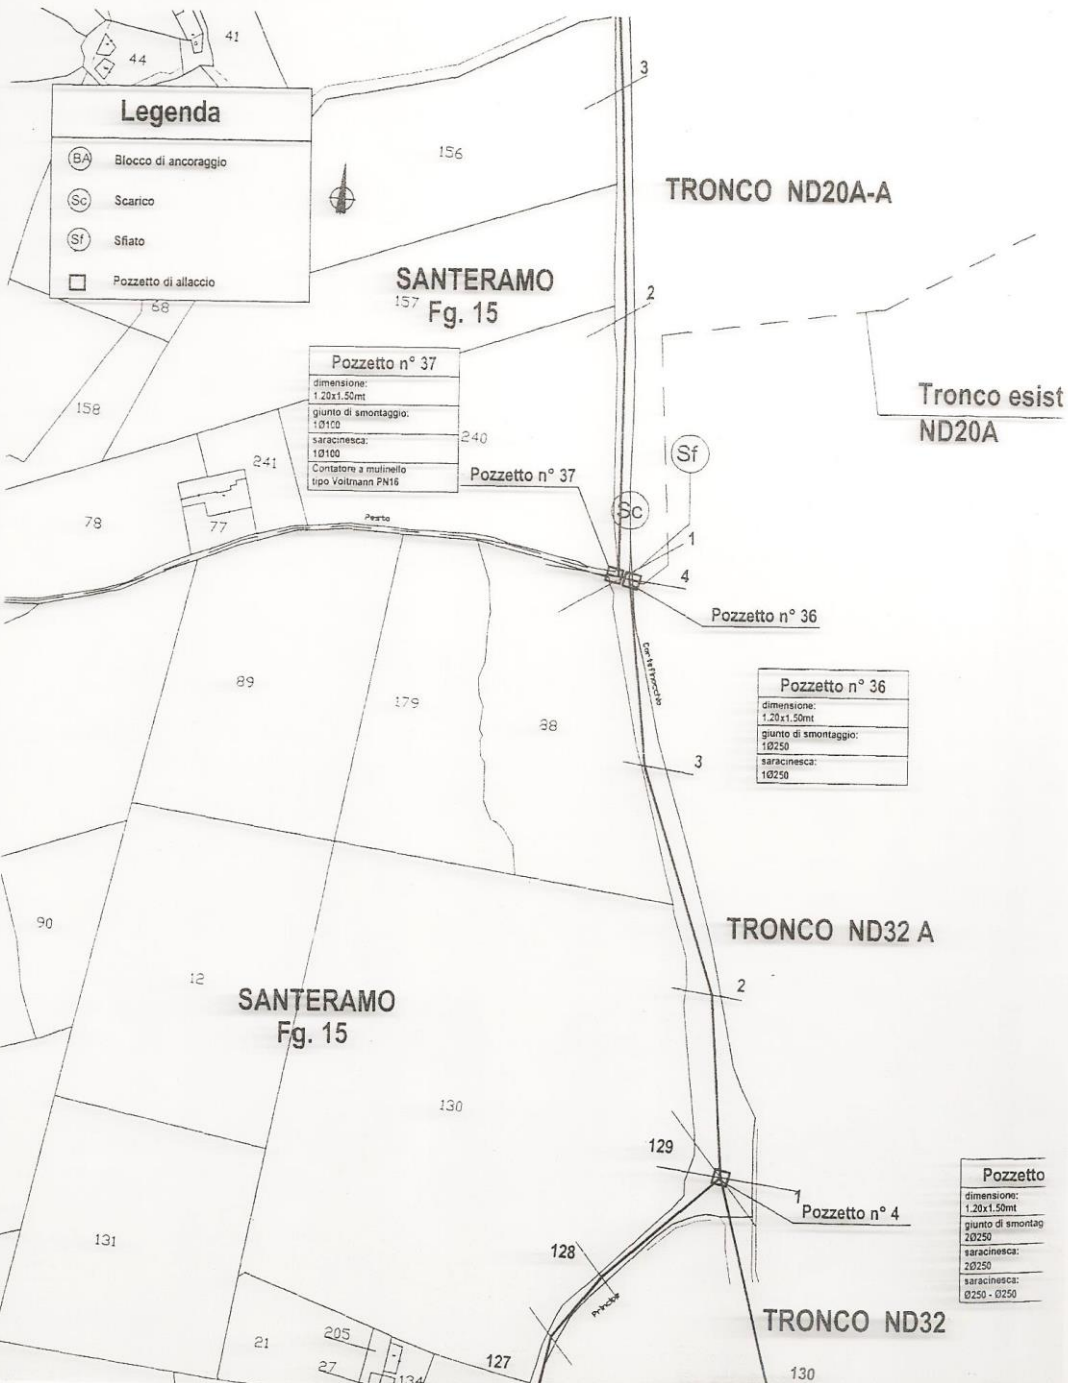 41
44
Legenda
BA Blocco di ancoraggio
Sc Scarico
Sf Sfiato
Pozzetto di allaccio
3
156
TRONCO ND20A-A
SANTERAMO
Fg. 15
157
2
68
158
Tronco esist
ND20A
Pozzetto n° 37
dimensione:
1.20x1.50mt
giunto di smontaggio:
1Ø100
saracinesca:
1Ø100
Contatore a mulinello
tipo Voltmann PN16
240
241
Pozzetto n° 37
Sf
Sc
78
77
1
4
Pozzetto n° 36
89
179
88
Pozzetto n° 36
dimensione:
1.20x1.50mt
giunto di smontaggio:
1Ø250
saracinesca:
1Ø250
3
90
12
TRONCO ND32 A
2
SANTERAMO
Fg. 15
130
129
1
Pozzetto n° 4
Pozzetto
dimensione:
1.20x1.50mt
giunto di smontag
2Ø250
saracinesca:
2Ø250
saracinesca:
Ø250 - Ø250
131
128
Principe
TRONCO ND32
21
205
27
134
127
130